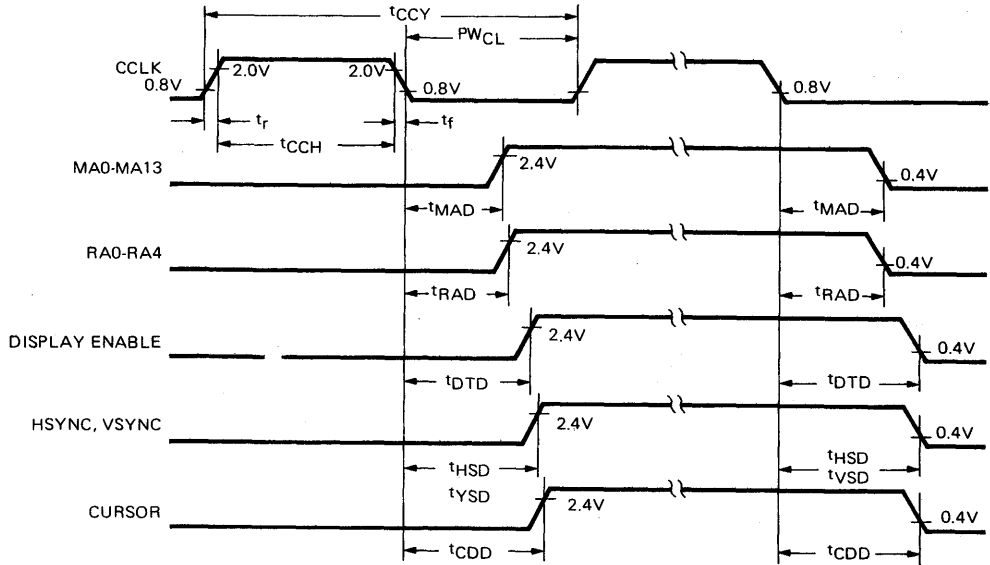 tCCY
PWCL
CCLK
0.8V
2.0V
2.0V
0.8V
0.8V
tr
tf
tCCH
MA0-MA13
2.4V
0.4V
tMAD
tMAD
RA0-RA4
2.4V
0.4V
tRAD
tRAD
DISPLAY ENABLE
2.4V
0.4V
tDTD
tDTD
HSYNC, VSYNC
2.4V
0.4V
tHSD
tHSD
tYSD
tVSD
CURSOR
2.4V
0.4V
tCDD
tCDD